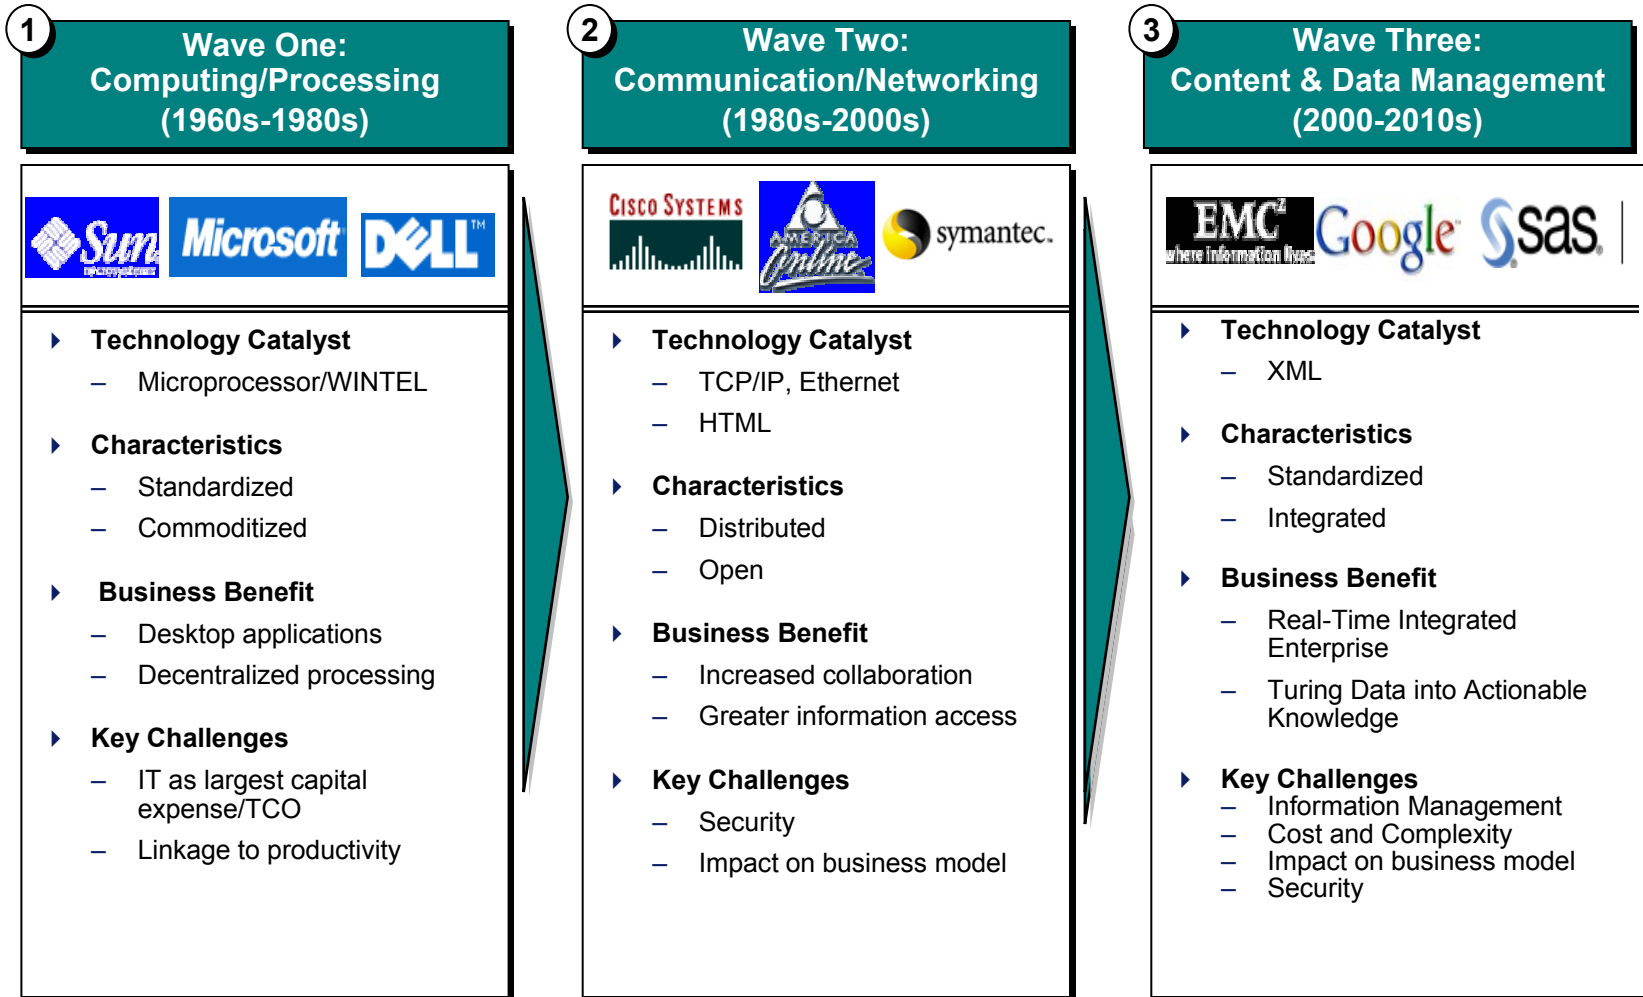 1
Wave One:
Computing/Processing
(1960s-1980s)
Sun
microsystems
Microsoft
DELL™
Technology Catalyst
– Microprocessor/WINTEL
Characteristics
– Standardized
– Commoditized
Business Benefit
– Desktop applications
– Decentralized processing
Key Challenges
– IT as largest capital
expense/TCO
– Linkage to productivity
2
Wave Two:
Communication/Networking
(1980s-2000s)
CISCO SYSTEMS
AMERICA
Online
symantec.
Technology Catalyst
– TCP/IP, Ethernet
– HTML
Characteristics
– Distributed
– Open
Business Benefit
– Increased collaboration
– Greater information access
Key Challenges
– Security
– Impact on business model
3
Wave Three:
Content & Data Management
(2000-2010s)
EMC²
where information lives
Google™
sas.
Technology Catalyst
– XML
Characteristics
– Standardized
– Integrated
Business Benefit
– Real-Time Integrated
Enterprise
– Turing Data into Actionable
Knowledge
Key Challenges
– Information Management
– Cost and Complexity
– Impact on business model
– Security